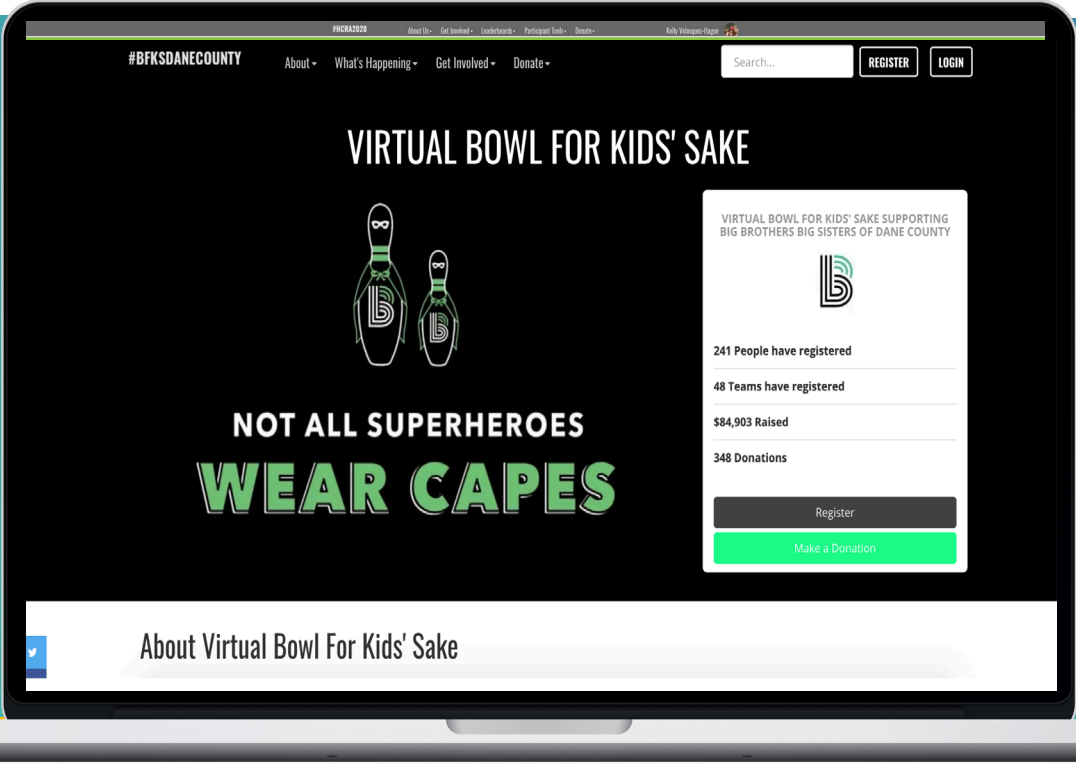 #HCRA2020 About Us Get Involved Leaderboards Participant Tools Donate Kelly Velasquez-Hague
#BFKSDANECOUNTY About What's Happening Get Involved Donate Search... REGISTER LOGIN
VIRTUAL BOWL FOR KIDS' SAKE
NOT ALL SUPERHEROES
WEAR CAPES
VIRTUAL BOWL FOR KIDS' SAKE SUPPORTING
BIG BROTHERS BIG SISTERS OF DANE COUNTY
241 People have registered
48 Teams have registered
$84,903 Raised
348 Donations
Register
Make a Donation
About Virtual Bowl For Kids' Sake